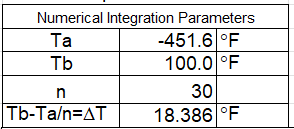 Numerical Integration Parameters
Ta -451.6 °F
Tb 100.0 °F
n 30
Tb-Ta/n=ΔT 18.386 °F